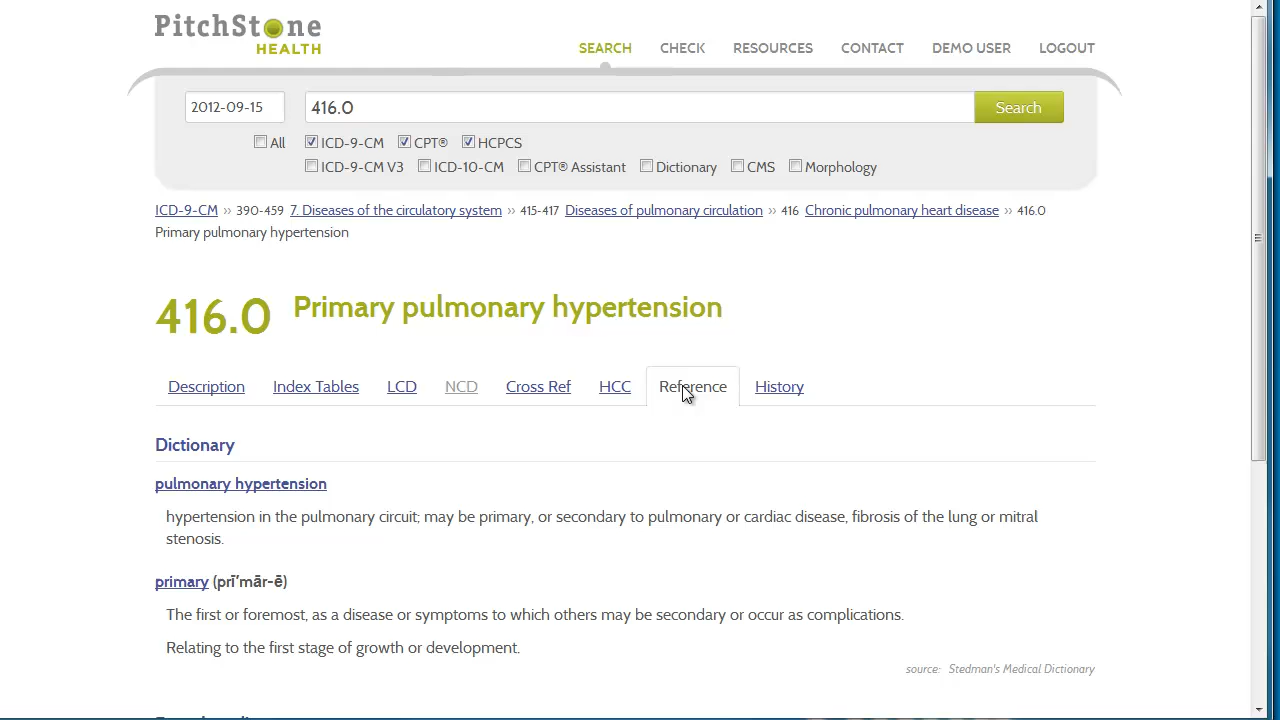 PitchStone
HEALTH
SEARCH CHECK RESOURCES CONTACT DEMO USER LOGOUT
2012-09-15 416.0 Search
All ICD-9-CM CPT® HCPCS
ICD-9-CM V3 ICD-10-CM CPT® Assistant Dictionary CMS Morphology
ICD-9-CM » 390-459 7. Diseases of the circulatory system » 415-417 Diseases of pulmonary circulation » 416 Chronic pulmonary heart disease » 416.0
Primary pulmonary hypertension
416.0 Primary pulmonary hypertension
Description Index Tables LCD NCD Cross Ref HCC Reference History
Dictionary
pulmonary hypertension
hypertension in the pulmonary circuit; may be primary, or secondary to pulmonary or cardiac disease, fibrosis of the lung or mitral
stenosis.
primary (prī′mār-ē)
The first or foremost, as a disease or symptoms to which others may be secondary or occur as complications.
Relating to the first stage of growth or development.
source: Stedman's Medical Dictionary